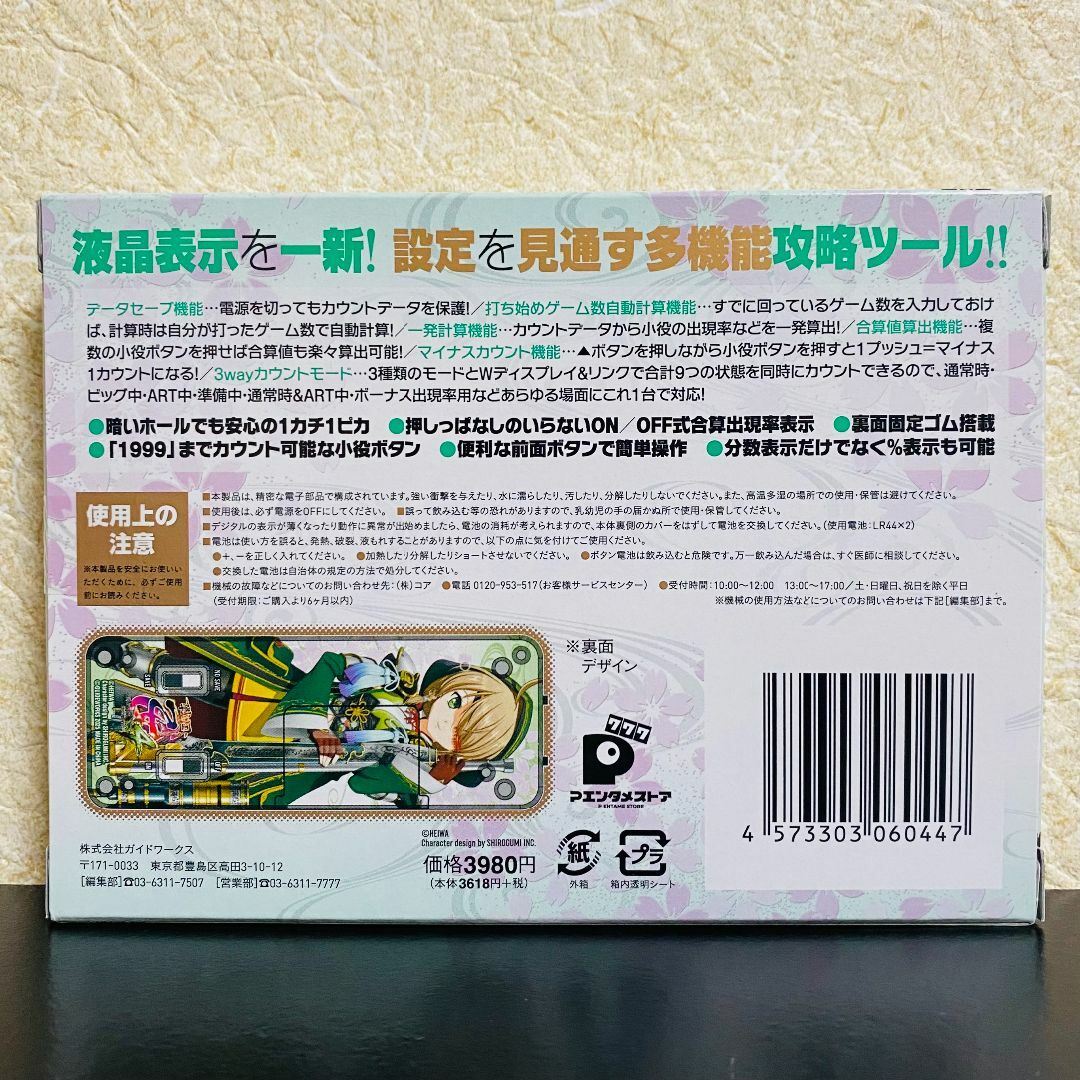 液晶表示を一新! 設定を見通す多機能攻略ツール!!
データセーブ機能…電源を切ってもカウントデータを保護!／打ち始めゲーム数自動計算機能…すでに回っているゲーム数を入力しておけ
ば、計算時は自分が打ったゲーム数で自動計算!／一発計算機能…カウントデータから小役の出現率などを一発算出!／合算値算出機能…複
数の小役ボタンを押せば合算値も楽々算出可能!／マイナスカウント機能…▲ボタンを押しながら小役ボタンを押すと1プッシュ=マイナス
1カウントになる!／3wayカウントモード…3種類のモードとWディスプレイ&リンクで合計9つの状態を同時にカウントできるので、通常時・
ビッグ中・ART中・準備中・通常時&ART中・ボーナス出現率用などあらゆる場面にこれ1台で対応!
●暗いホールでも安心の1カチ1ピカ ●押しっぱなしのいらないON／OFF式合算出現率表示 ●裏面固定ゴム搭載
●「1999」までカウント可能な小役ボタン ●便利な前面ボタンで簡単操作 ●分数表示だけでなく%表示も可能
使用上の
注意
※本製品を安全にお使いい
ただくために、必ずご使用
前にお読みください。
■本製品は、精密な電子部品で構成されています。強い衝撃を与えたり、水に濡らしたり、汚したり、分解したりしないでください。また、高温多湿の場所での使用・保管は避けてください。
■使用後は、必ず電源をOFFにしてください。 ■誤って飲み込む等の恐れがありますので、乳幼児の手の届かぬ所で使用・保管してください。
■デジタルの表示が薄くなったり動作に異常が出始めましたら、電池の消耗が考えられますので、本体裏側のカバーをはずして電池を交換してください。(使用電池:LR44×2)
■電池は使い方を誤ると、発熱、破裂、液もれすることがありますので、以下の点に気を付けてご使用ください。
●＋、ーを正しく入れてください。 ●加熱したり分解したりショートさせないでください。 ●ボタン電池は飲み込むと危険です。万一飲み込んだ場合は、すぐ医師に相談してください。
●交換した電池は自治体の規定の方法で処分してください。
■機械の故障などについてのお問い合わせ先:(株)コア ●電話 0120-953-517(お客様サービスセンター) ●受付時間:10:00〜12:00 13:00〜17:00／土・日曜日、祝日を除く平日
(受付期限:ご購入より6ヶ月以内) ※機械の使用方法などについてのお問い合わせは下記[編集部]まで。
※裏面
デザイン
SAVE
NO SAVE
777
Pエンタメストア
P ENTAME STORE
4 573303 060447
©HEIWA
Character design by SHIROGUMI INC.
価格3980円
(本体3618円+税)
紙
外箱
プラ
箱内透明シート
株式会社ガイドワークス
〒171-0033 東京都豊島区高田3-10-12
[編集部]☎03-6311-7507 [営業部]☎03-6311-7777